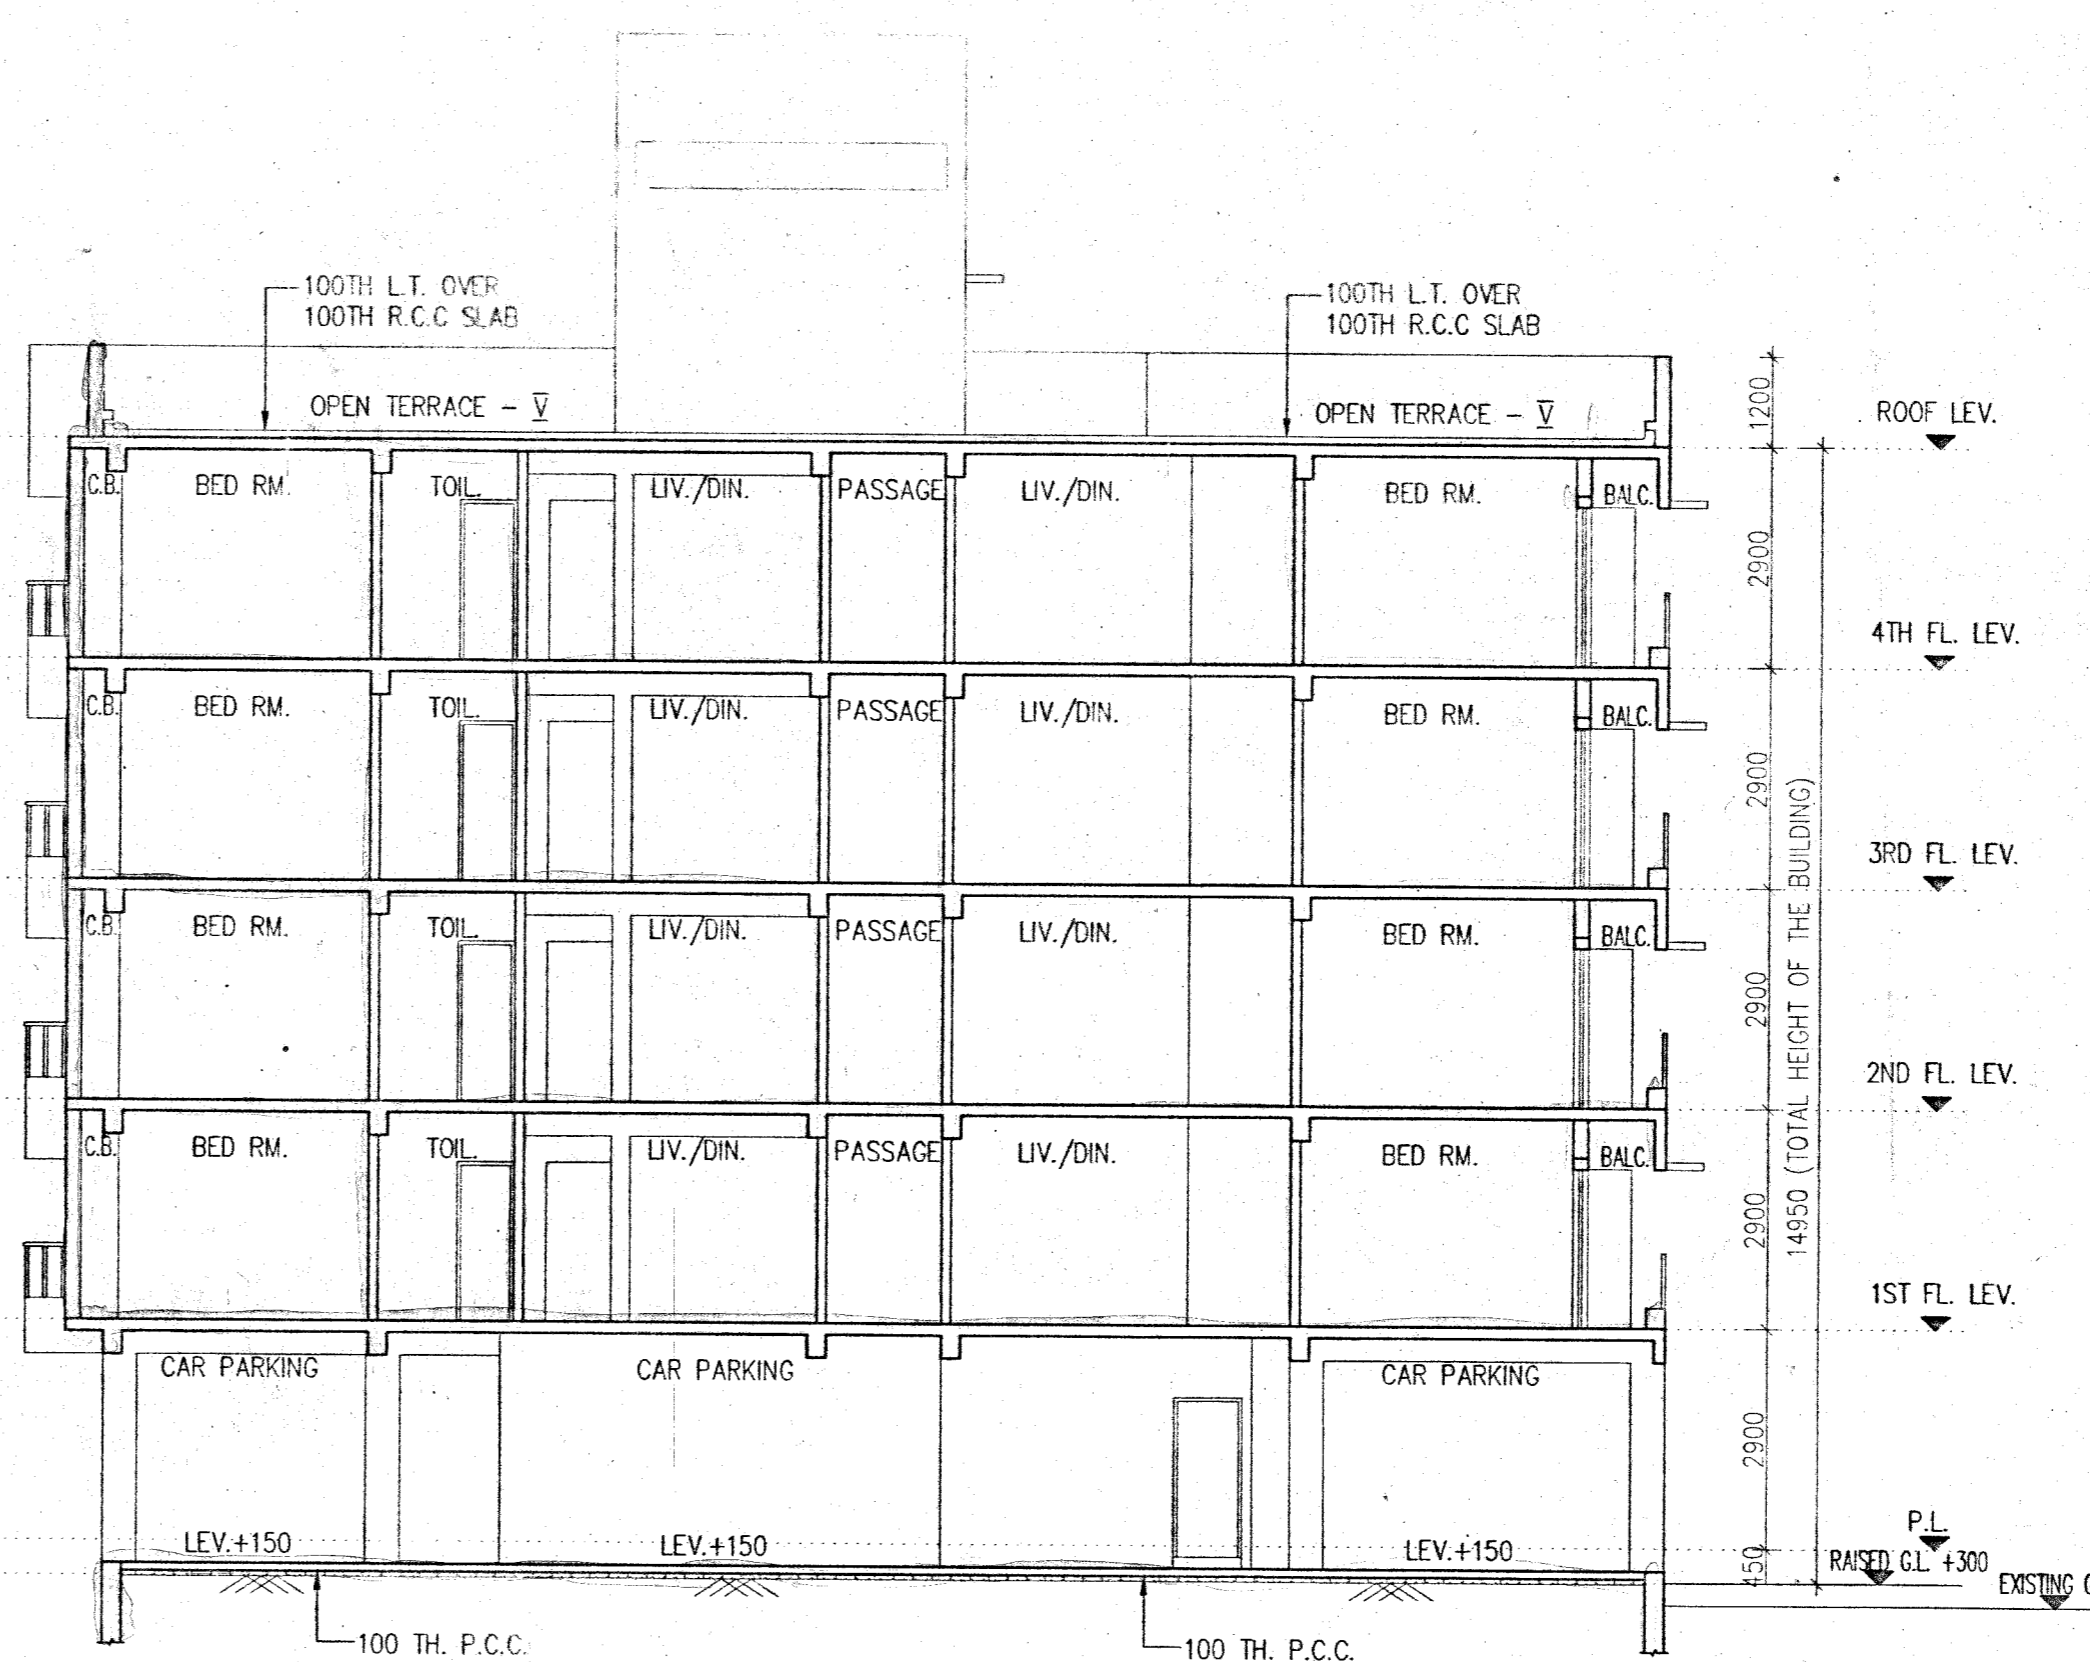 100TH L.T. OVER
100TH R.C.C SLAB
100TH L.T. OVER
100TH R.C.C SLAB
1200
OPEN TERRACE - V
OPEN TERRACE - V
ROOF LEV.
C.B. BED RM. TOIL. LIV./DIN. PASSAGE LIV./DIN. BED RM. BALC.
2900
4TH FL. LEV.
C.B. BED RM. TOIL. LIV./DIN. PASSAGE LIV./DIN. BED RM. BALC.
2900
3RD FL. LEV.
C.B. BED RM. TOIL. LIV./DIN. PASSAGE LIV./DIN. BED RM. BALC.
2900
14950 (TOTAL HEIGHT OF THE BUILDING)
2ND FL. LEV.
C.B. BED RM. TOIL. LIV./DIN. PASSAGE LIV./DIN. BED RM. BALC.
2900
1ST FL. LEV.
CAR PARKING CAR PARKING CAR PARKING
2900
LEV.+150 LEV.+150 LEV.+150
P.L.
450
RAISED G.L. +300
EXISTING
100 TH. P.C.C.
100 TH. P.C.C.